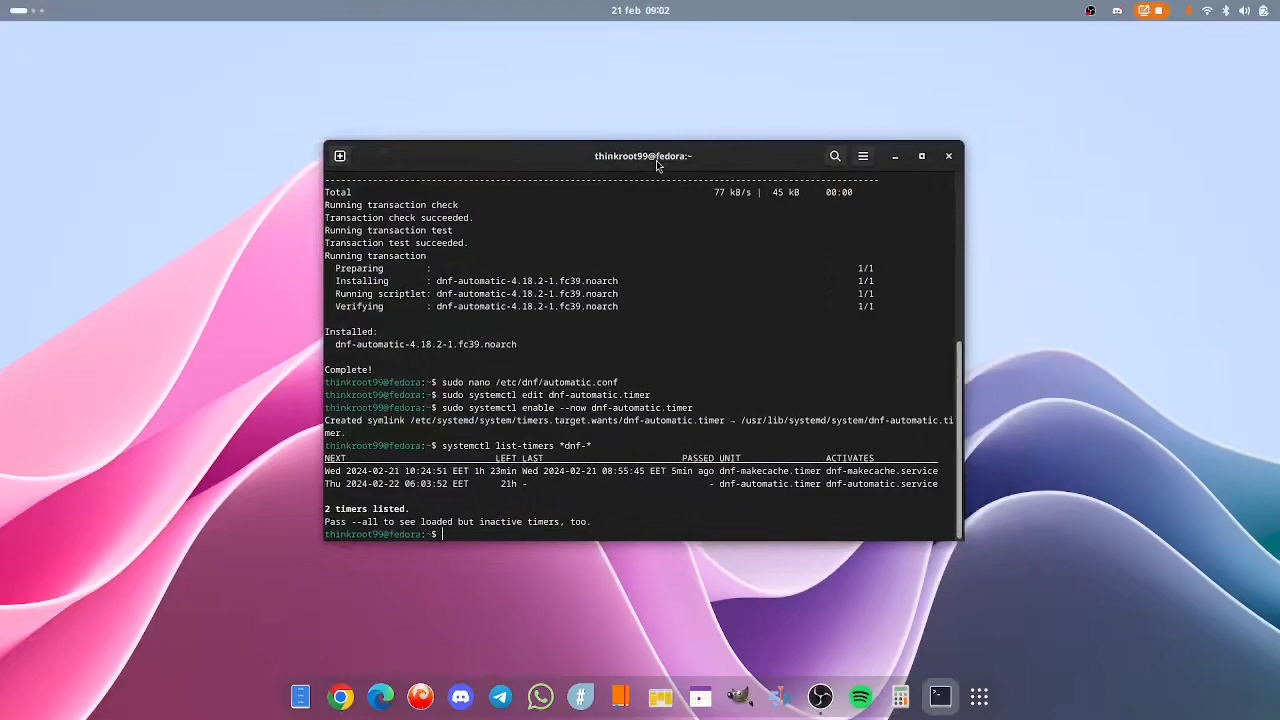 21 feb 09:02
thinkroot99@fedora:~
--------------------------------------------------------------------------------
Total 77 kB/s | 45 kB 00:00
Running transaction check
Transaction check succeeded.
Running transaction test
Transaction test succeeded.
Running transaction
Preparing : 1/1
Installing : dnf-automatic-4.18.2-1.fc39.noarch 1/1
Running scriptlet: dnf-automatic-4.18.2-1.fc39.noarch 1/1
Verifying : dnf-automatic-4.18.2-1.fc39.noarch 1/1
Installed:
dnf-automatic-4.18.2-1.fc39.noarch
Complete!
thinkroot99@fedora:~$ sudo nano /etc/dnf/automatic.conf
thinkroot99@fedora:~$ sudo systemctl edit dnf-automatic.timer
thinkroot99@fedora:~$ sudo systemctl enable --now dnf-automatic.timer
Created symlink /etc/systemd/system/timers.target.wants/dnf-automatic.timer → /usr/lib/systemd/system/dnf-automatic.ti
mer.
thinkroot99@fedora:~$ systemctl list-timers *dnf-*
NEXT LEFT LAST PASSED UNIT ACTIVATES
Wed 2024-02-21 10:24:51 EET 1h 23min Wed 2024-02-21 08:55:45 EET 5min ago dnf-makecache.timer dnf-makecache.service
Thu 2024-02-22 06:03:52 EET 21h - - dnf-automatic.timer dnf-automatic.service
2 timers listed.
Pass --all to see loaded but inactive timers, too.
thinkroot99@fedora:~$